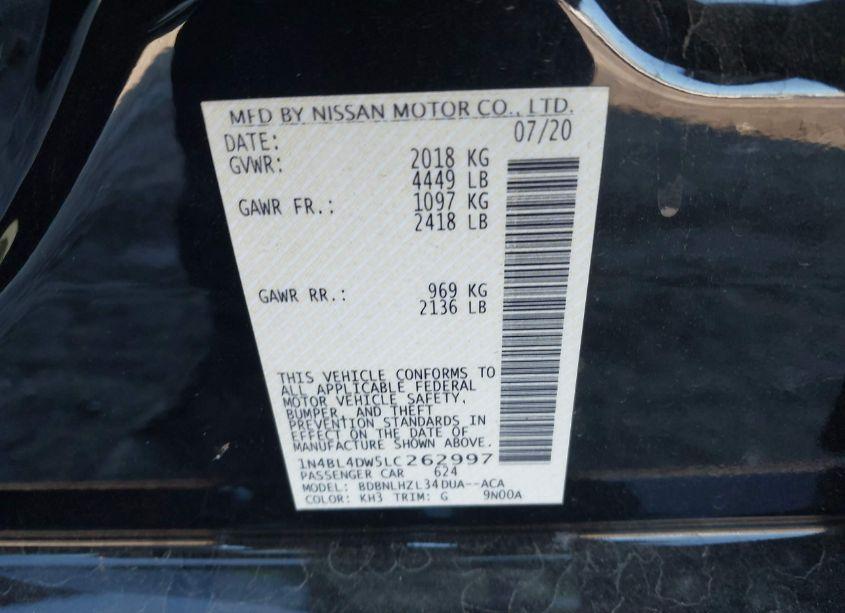 MFD BY NISSAN MOTOR CO., LTD.
DATE: 07/20
GVWR: 2018 KG
4449 LB
GAWR FR.: 1097 KG
2418 LB
GAWR RR.: 969 KG
2136 LB
THIS VEHICLE CONFORMS TO
ALL APPLICABLE FEDERAL
MOTOR VEHICLE SAFETY,
BUMPER, AND THEFT
PREVENTION STANDARDS IN
EFFECT ON THE DATE OF
MANUFACTURE SHOWN ABOVE.
1N4BL4DW5LC262997
PASSENGER CAR 624
MODEL: BDBNLHZL34DUA--ACA
COLOR: KH3 TRIM: G 9N00A